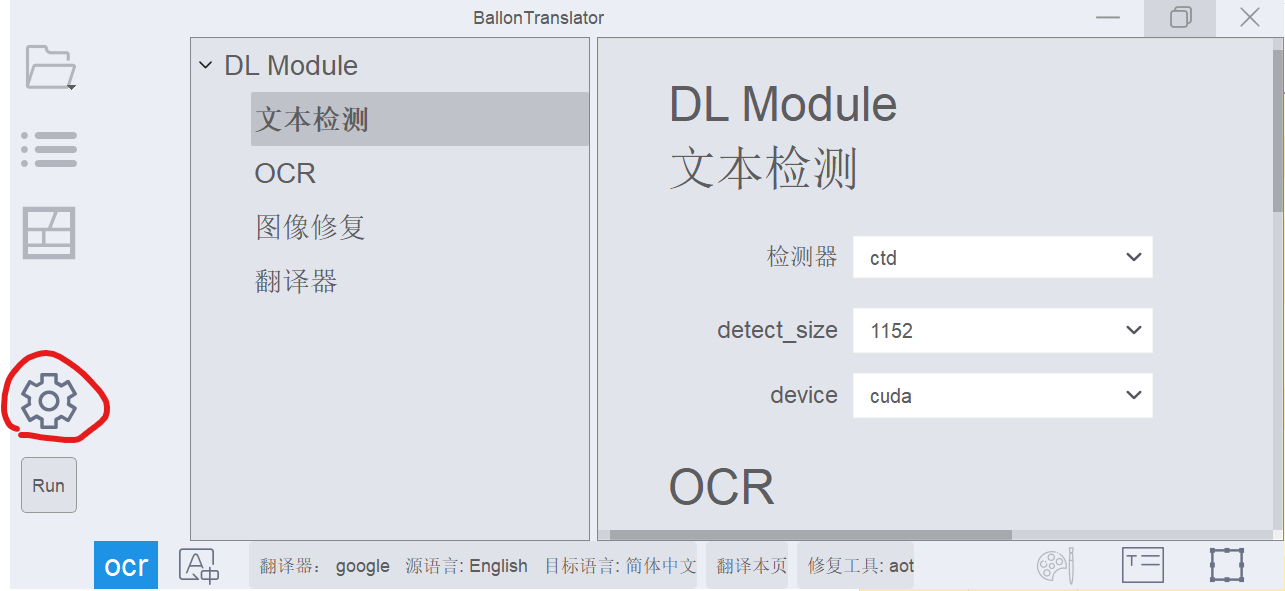 BallonTranslator
DL Module
文本检测
OCR
图像修复
翻译器
DL Module
文本检测
检测器 ctd
detect_size 1152
device cuda
OCR
Run
ocr
翻译器： google 源语言: English 目标语言: 简体中文 翻译本页 修复工具: aot